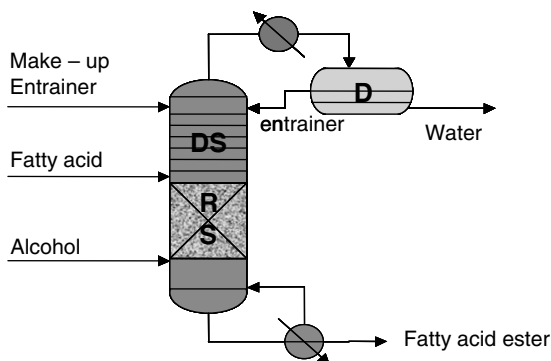 Make – up
Entrainer
D
entrainer
Water
DS
Fatty acid
R
S
Alcohol
Fatty acid ester